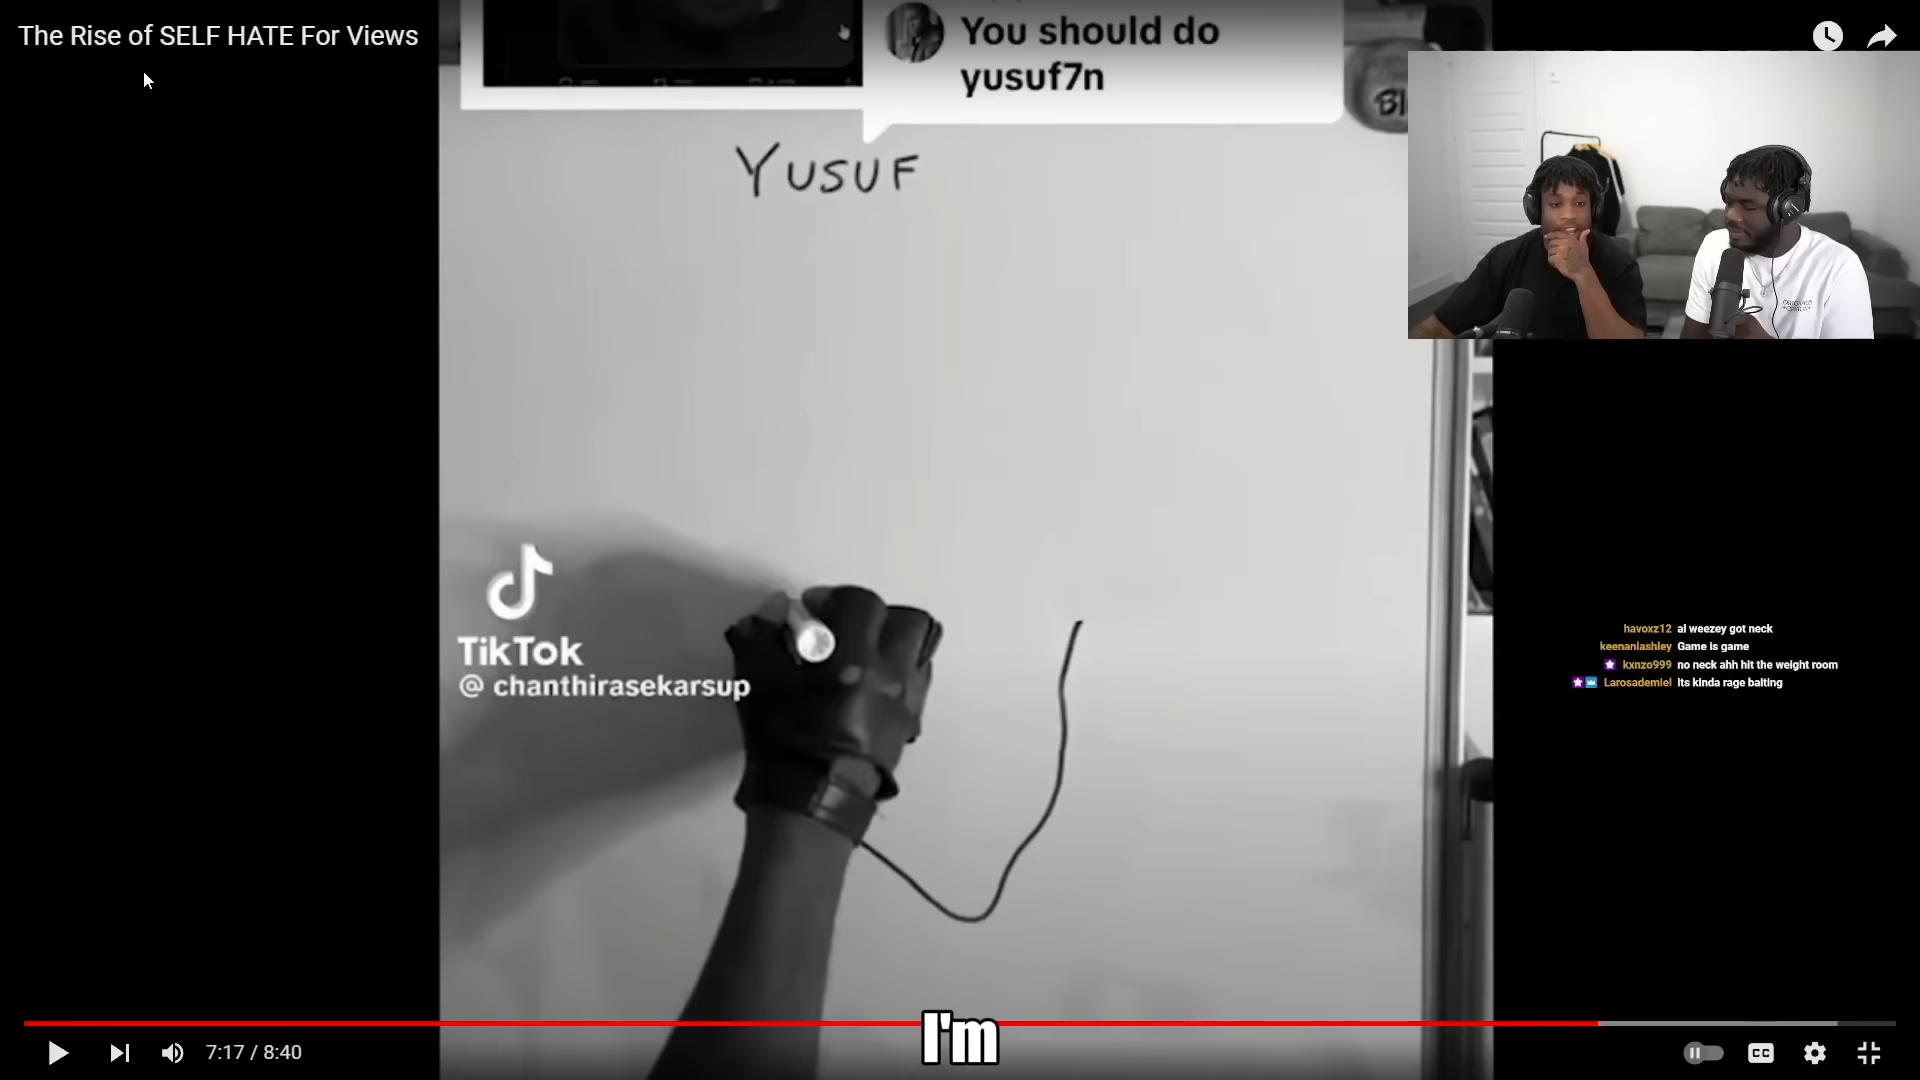 The Rise of SELF HATE For Views
You should do
yusuf7n
Bl
YUSUF
TikTok
@ chanthirasekarsup
havoxz12 al weezey got neck
keenanlashley Game is game
kxnzo999 no neck ahh hit the weight room
Larosademiel Its kinda rage baiting
I'm
7:17 / 8:40
CC